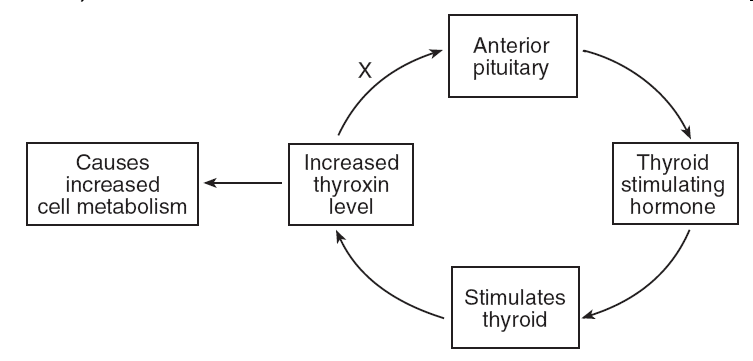 Anterior
pituitary
X
Causes
increased
cell metabolism
Increased
thyroxin
level
Thyroid
stimulating
hormone
Stimulates
thyroid